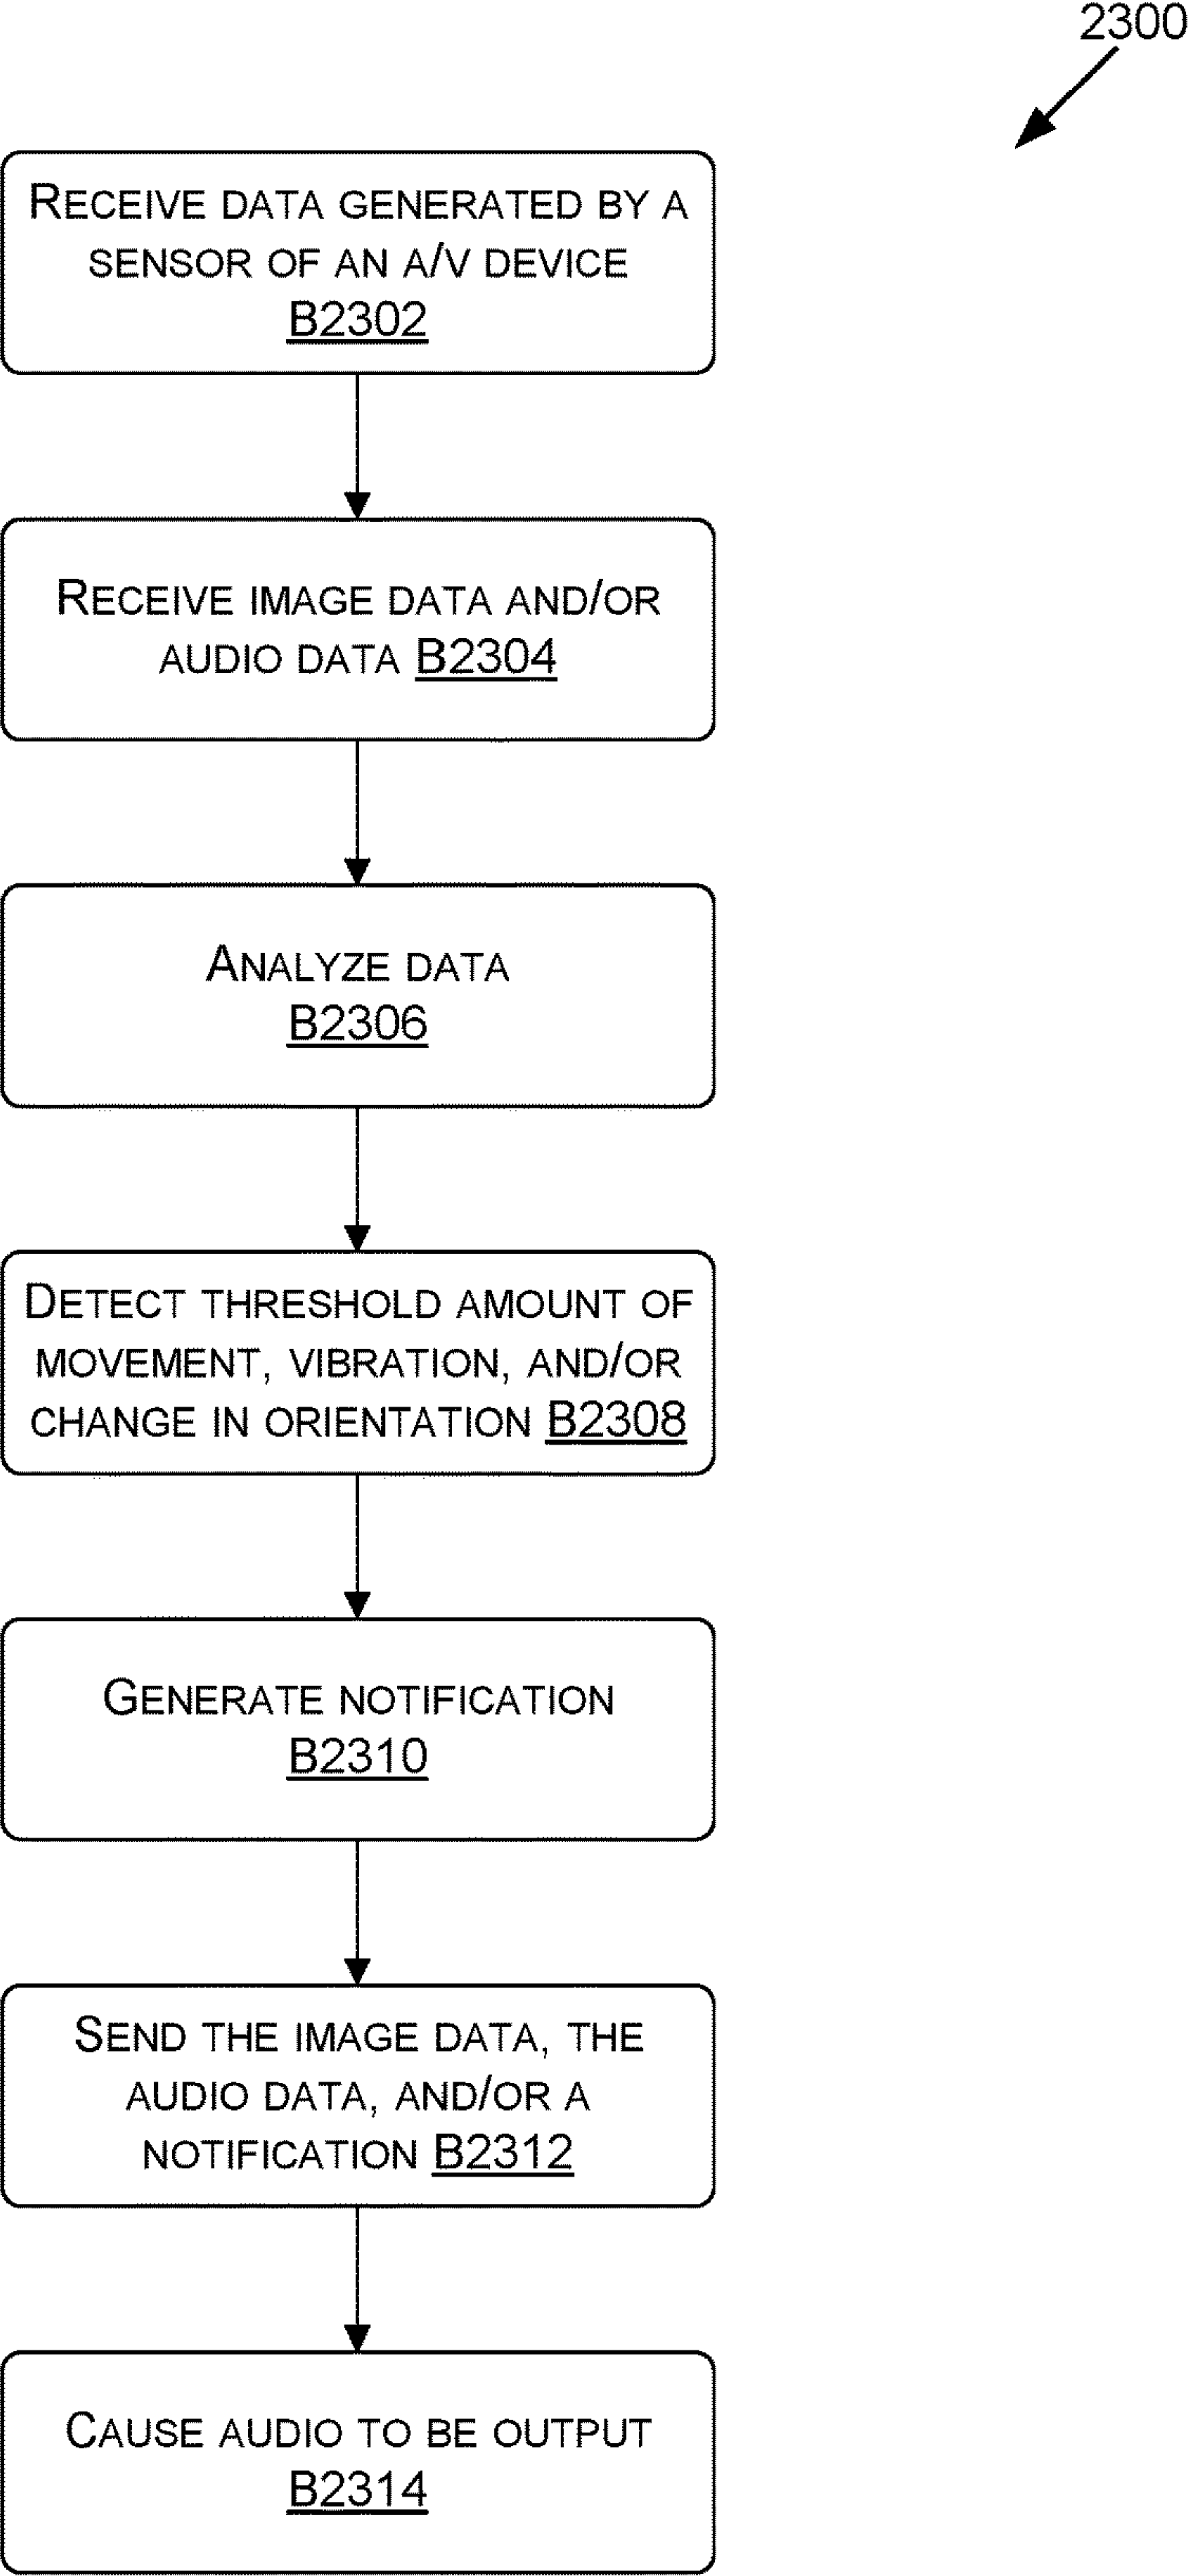 2300
RECEIVE DATA GENERATED BY A
SENSOR OF AN A/V DEVICE
B2302
RECEIVE IMAGE DATA AND/OR
AUDIO DATA B2304
ANALYZE DATA
B2306
DETECT THRESHOLD AMOUNT OF
MOVEMENT, VIBRATION, AND/OR
CHANGE IN ORIENTATION B2308
GENERATE NOTIFICATION
B2310
SEND THE IMAGE DATA, THE
AUDIO DATA, AND/OR A
NOTIFICATION B2312
CAUSE AUDIO TO BE OUTPUT
B2314